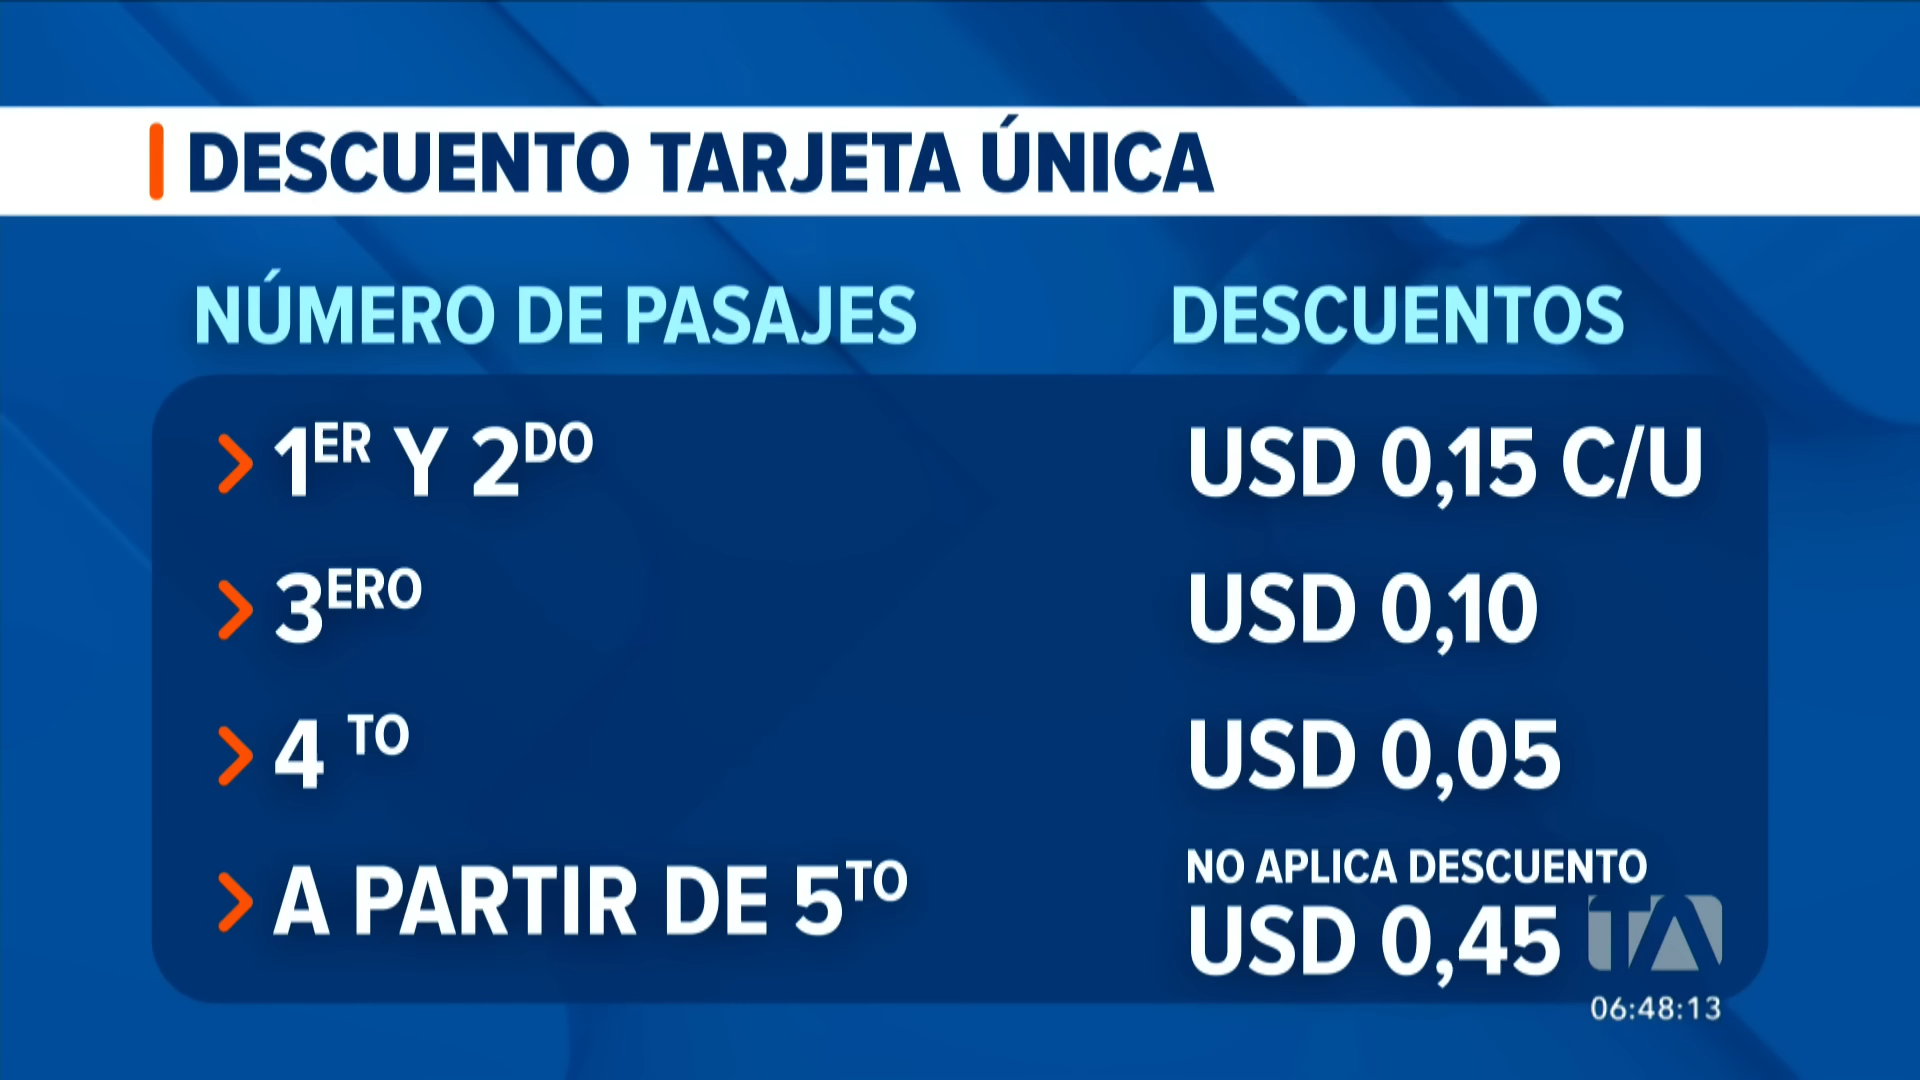 DESCUENTO TARJETA ÚNICA
NÚMERO DE PASAJES DESCUENTOS
1ER Y 2DO USD 0,15 C/U
3ERO USD 0,10
4 TO USD 0,05
A PARTIR DE 5TO NO APLICA DESCUENTO
USD 0,45
TA
06:48:13